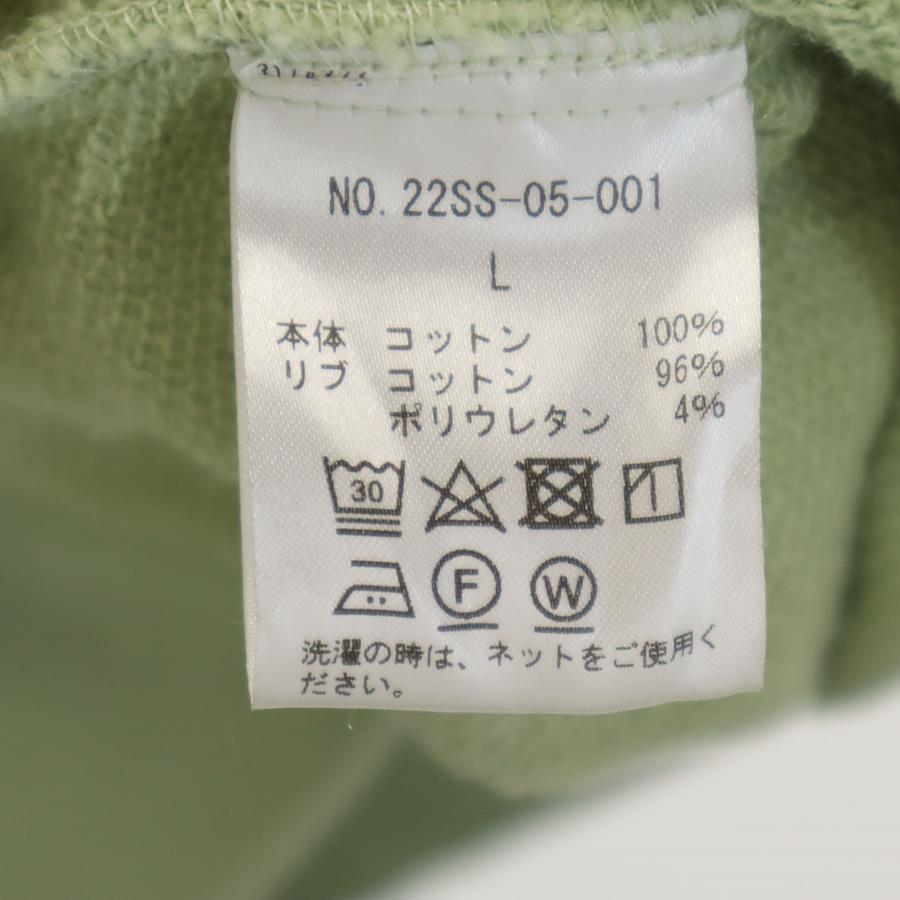 NO. 22SS-05-001
L
本体 コットン 100%
リブ コットン 96%
ポリウレタン 4%
30
F W
洗濯の時は、ネットをご使用く
ださい。